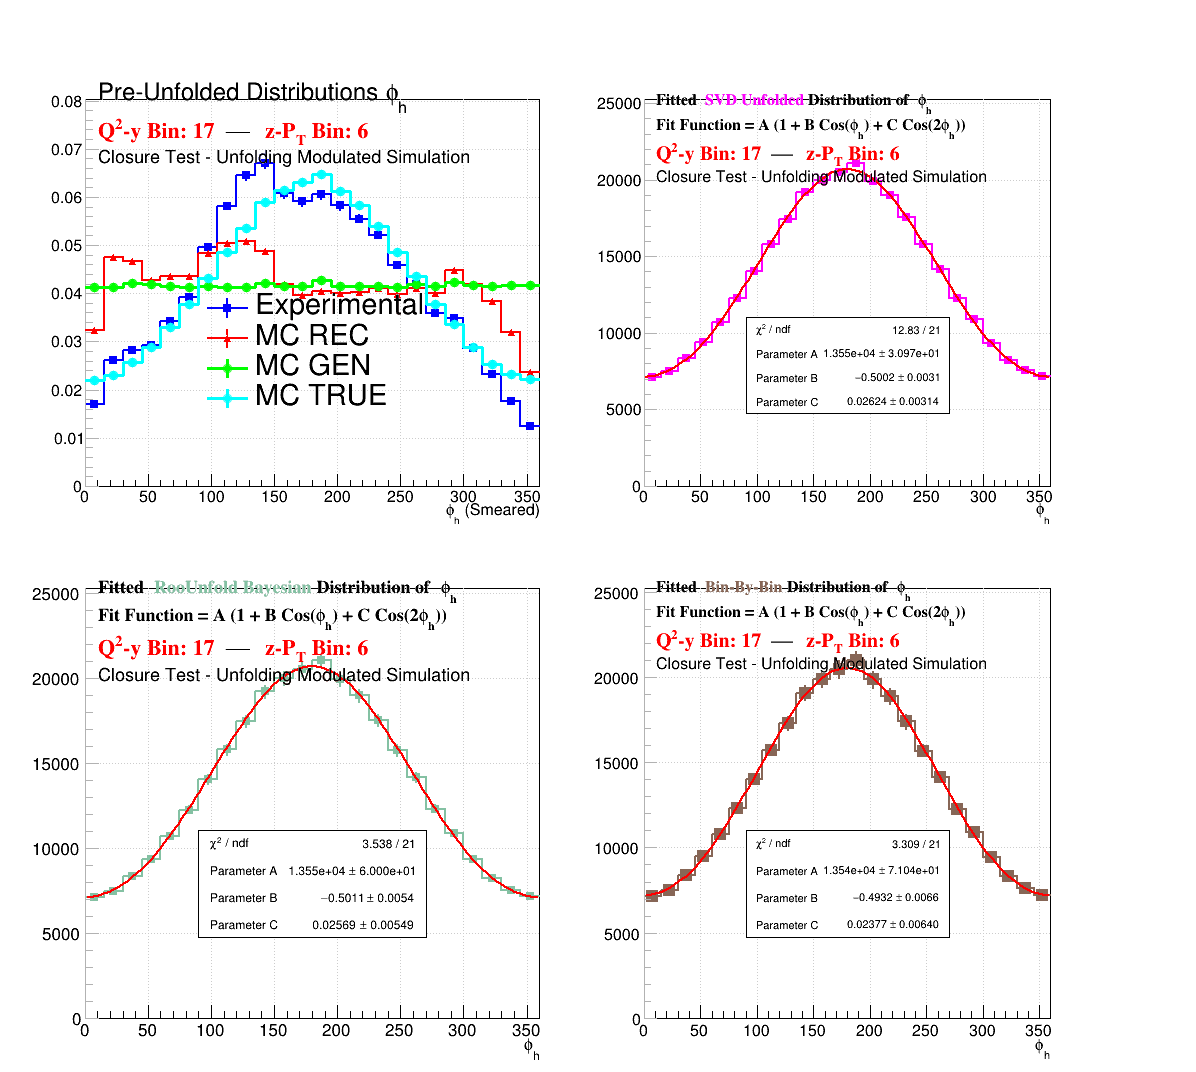 Pre-Unfolded Distributions ϕh
Q²-y Bin: 17 — z-PT Bin: 6
Closure Test - Unfolding Modulated Simulation
0.08
0.07
0.06
0.05
0.04
0.03
0.02
0.01
0
Experimental
MC REC
MC GEN
MC TRUE
0 50 100 150 200 250 300 350
ϕh (Smeared)
Fitted SVD Unfolded Distribution of ϕh
Fit Function = A (1 + B Cos(ϕh) + C Cos(2ϕh))
Q²-y Bin: 17 — z-PT Bin: 6
Closure Test - Unfolding Modulated Simulation
25000
20000
15000
10000
5000
0
χ² / ndf 12.83 / 21
Parameter A 1.355e+04 ± 3.097e+01
Parameter B −0.5002 ± 0.0031
Parameter C 0.02624 ± 0.00314
0 50 100 150 200 250 300 350
ϕh
Fitted RooUnfold Bayesian Distribution of ϕh
Fit Function = A (1 + B Cos(ϕh) + C Cos(2ϕh))
Q²-y Bin: 17 — z-PT Bin: 6
Closure Test - Unfolding Modulated Simulation
25000
20000
15000
10000
5000
0
χ² / ndf 3.538 / 21
Parameter A 1.355e+04 ± 6.000e+01
Parameter B −0.5011 ± 0.0054
Parameter C 0.02569 ± 0.00549
0 50 100 150 200 250 300 350
ϕh
Fitted Bin-By-Bin Distribution of ϕh
Fit Function = A (1 + B Cos(ϕh) + C Cos(2ϕh))
Q²-y Bin: 17 — z-PT Bin: 6
Closure Test - Unfolding Modulated Simulation
25000
20000
15000
10000
5000
0
χ² / ndf 3.309 / 21
Parameter A 1.354e+04 ± 7.104e+01
Parameter B −0.4932 ± 0.0066
Parameter C 0.02377 ± 0.00640
0 50 100 150 200 250 300 350
ϕh